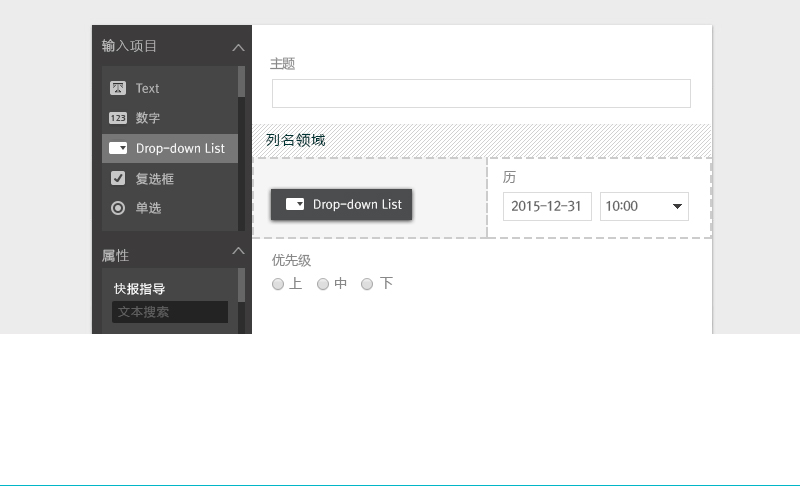 输入项目
Text
123 数字
Drop-down List
复选框
单选
属性
快报指导
文本搜索
主题
列名领域
Drop-down List
历
2015-12-31 10:00
优先级
上 中 下